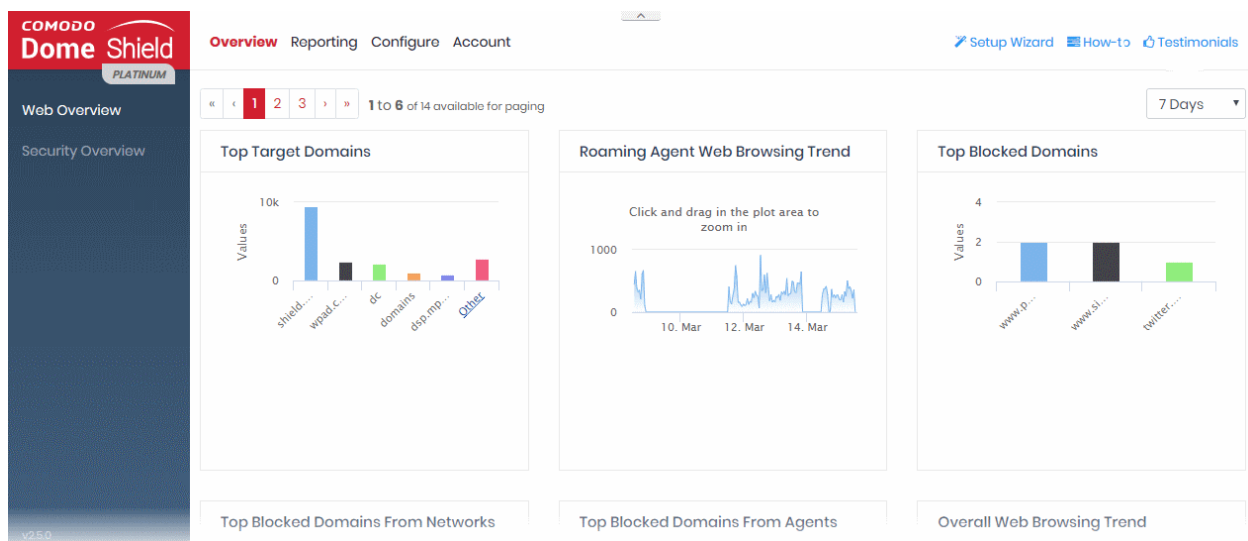 COMODO
Dome Shield
PLATINUM
Overview Reporting Configure Account
Setup Wizard How-to Testimonials
Web Overview
Security Overview
« ‹ 1 2 3 › » 1 to 6 of 14 available for paging
7 Days
Top Target Domains
10k
Values
0
shield.…
wpad.c…
dc
domains
dsp.mp…
Other
Roaming Agent Web Browsing Trend
Click and drag in the plot area to
zoom in
1000
0
10. Mar 12. Mar 14. Mar
Top Blocked Domains
4
Values
2
0
www.p…
www.si…
twitter.…
Top Blocked Domains From Networks
Top Blocked Domains From Agents
Overall Web Browsing Trend
v2.5.0